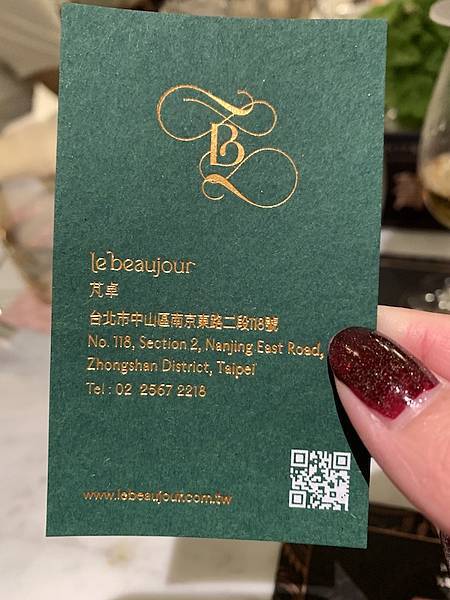 LB
le beaujour
芃卓
台北市中山區南京東路二段118號
No. 118, Section 2, Nanjing East Road,
Zhongshan District, Taipei
Tel : 02 2567 2218
www.lebeaujour.com.tw